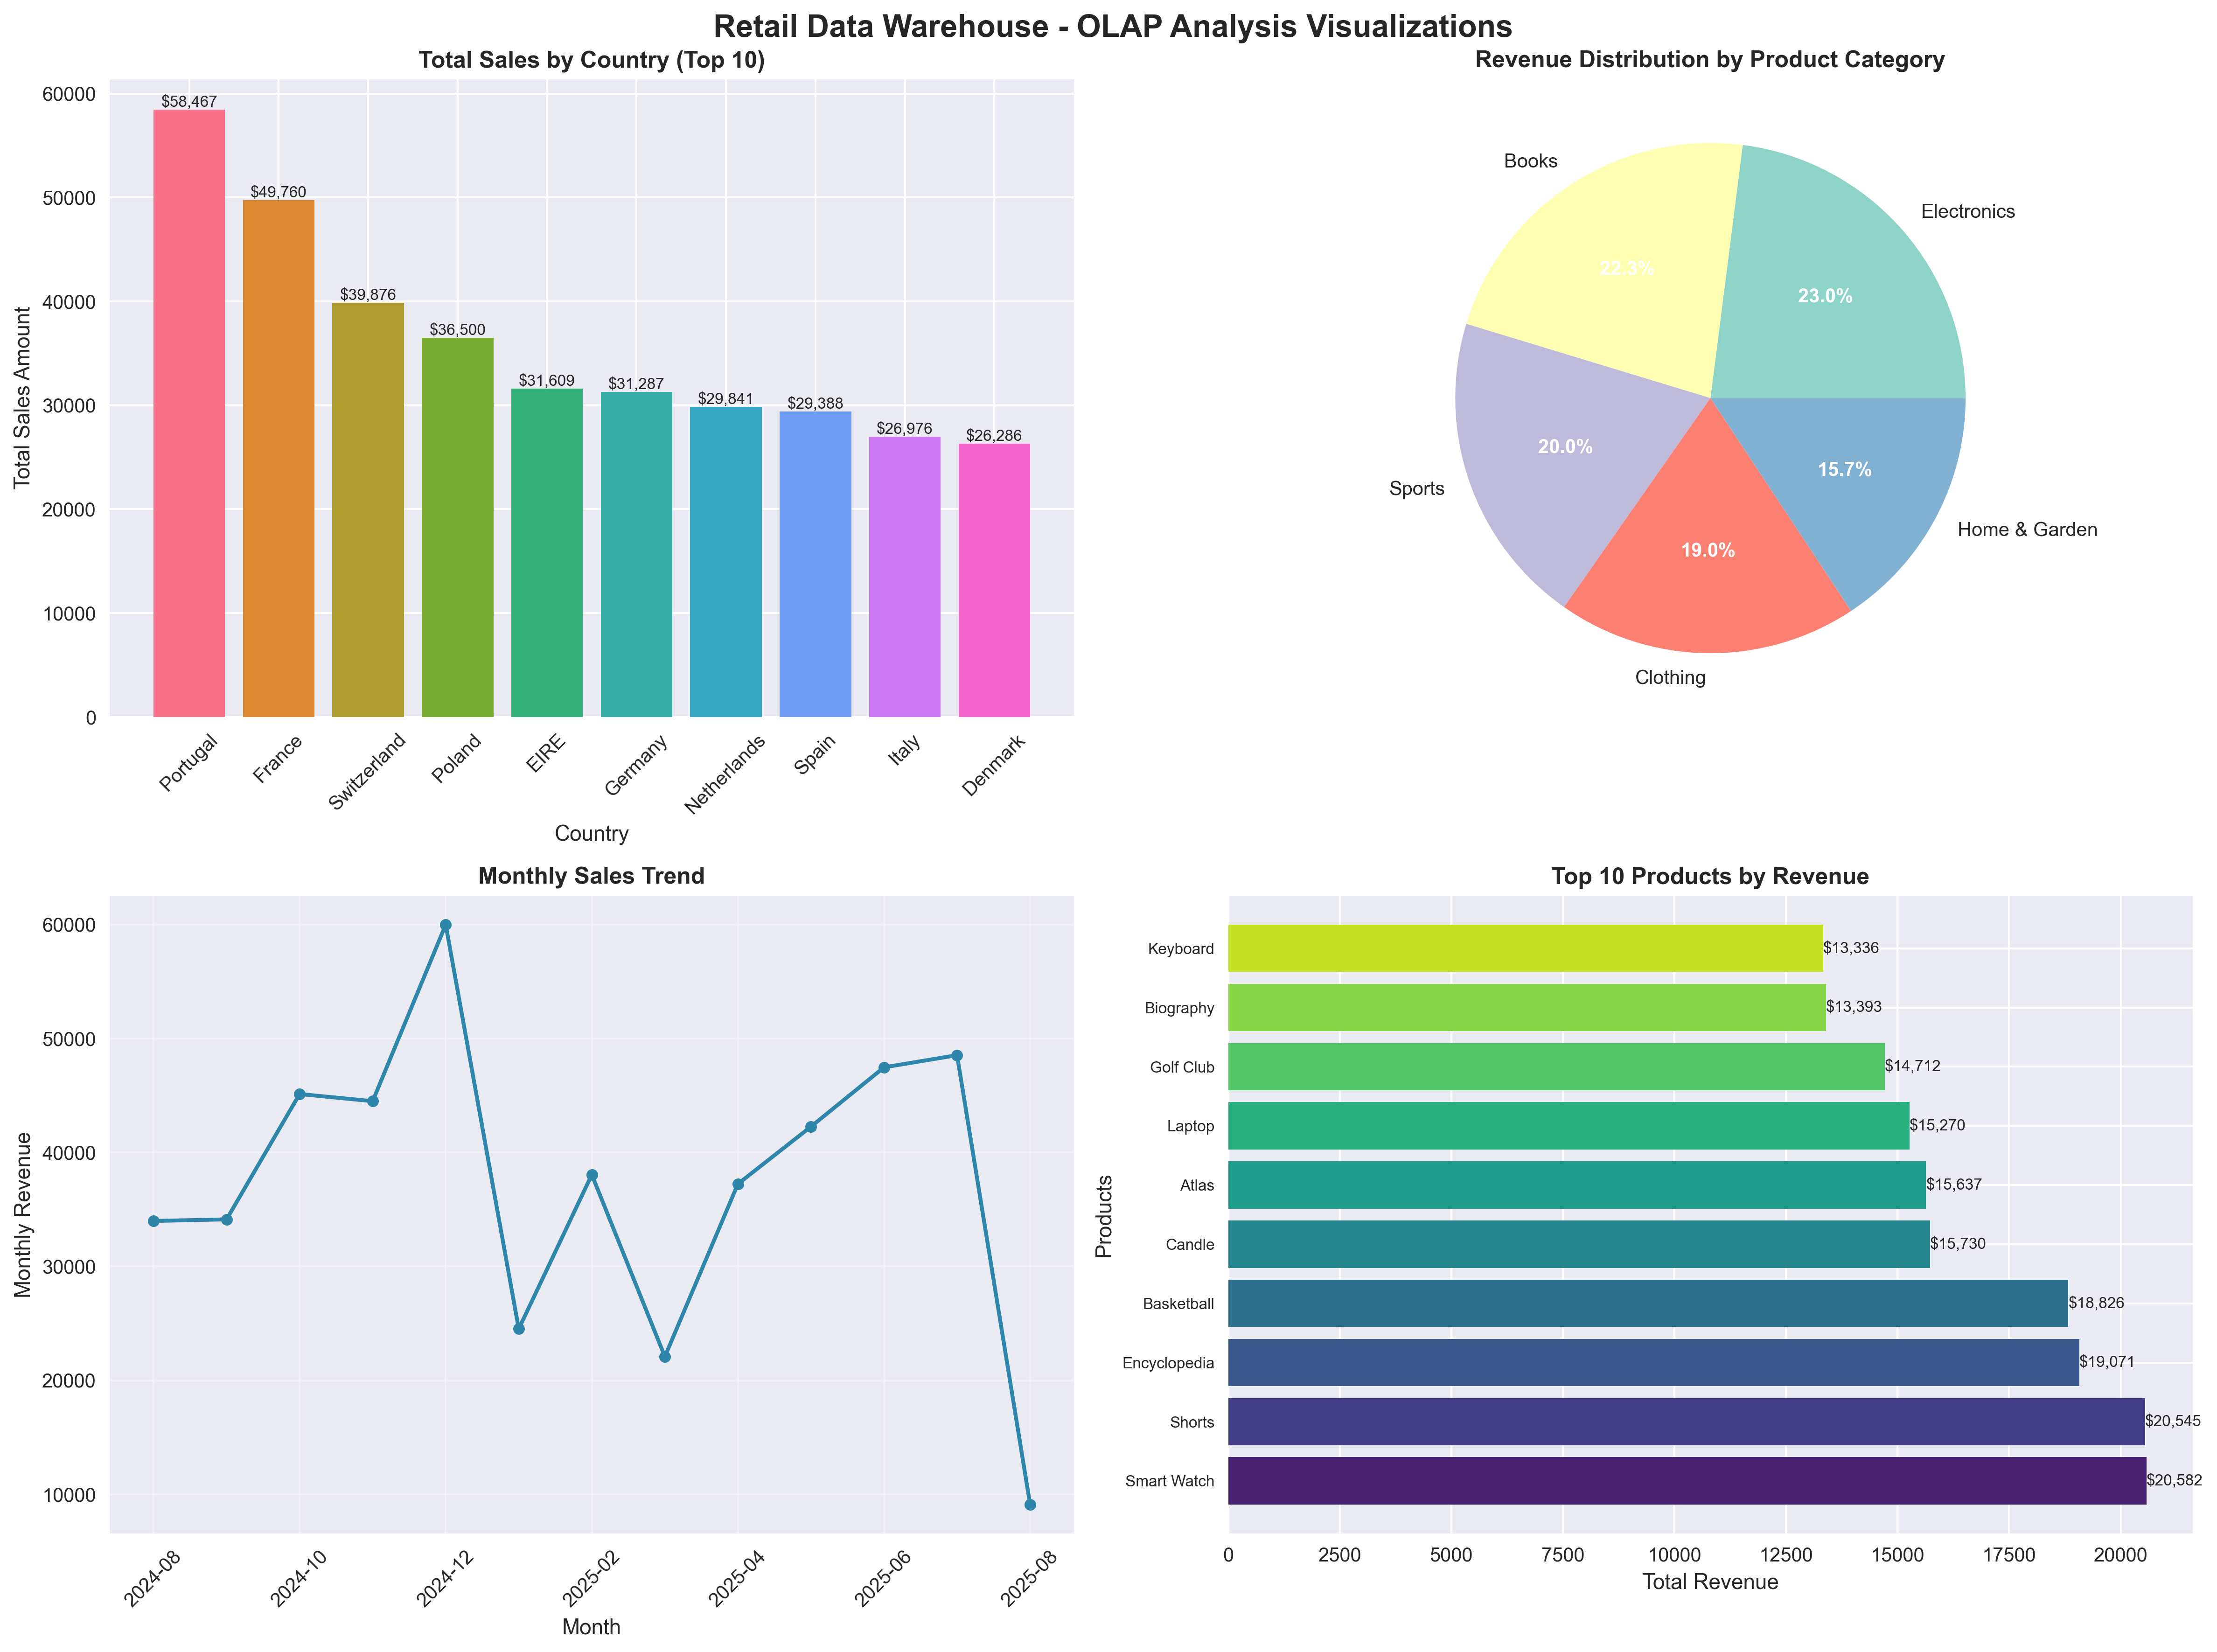 Retail Data Warehouse - OLAP Analysis Visualizations
Total Sales by Country (Top 10)
Total Sales Amount
60000
50000
40000
30000
20000
10000
0
$58,467
$49,760
$39,876
$36,500
$31,609
$31,287
$29,841
$29,388
$26,976
$26,286
Portugal
France
Switzerland
Poland
EIRE
Germany
Netherlands
Spain
Italy
Denmark
Country
Revenue Distribution by Product Category
Books
22.3%
Electronics
23.0%
Sports
20.0%
Clothing
19.0%
Home & Garden
15.7%
Monthly Sales Trend
Monthly Revenue
60000
50000
40000
30000
20000
10000
2024-08
2024-10
2024-12
2025-02
2025-04
2025-06
2025-08
Month
Top 10 Products by Revenue
Products
Keyboard $13,336
Biography $13,393
Golf Club $14,712
Laptop $15,270
Atlas $15,637
Candle $15,730
Basketball $18,826
Encyclopedia $19,071
Shorts $20,545
Smart Watch $20,582
0 2500 5000 7500 10000 12500 15000 17500 20000
Total Revenue